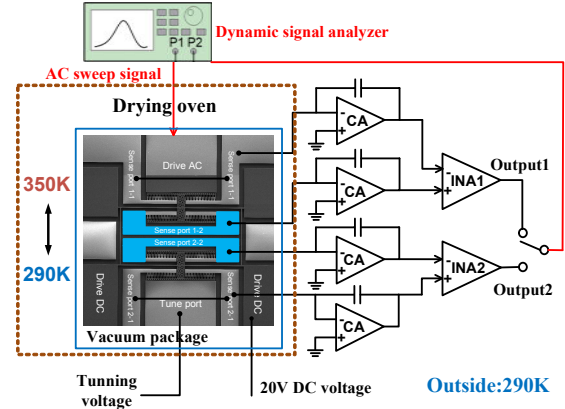 P1 P2
Dynamic signal analyzer
AC sweep signal
Drying oven
Drive AC
Sense port 1-1
Sense port 1-1
350K
290K
Sense port 1-2
Sense port 2-2
Drive DC
Sense port 2-1
Tune port
Sense port 2-1
Drive DC
Vacuum package
Tunning
voltage
20V DC voltage
- CA
+
- CA
+
- CA
+
- CA
+
- INA1
+
- INA2
+
Output1
Output2
Outside:290K